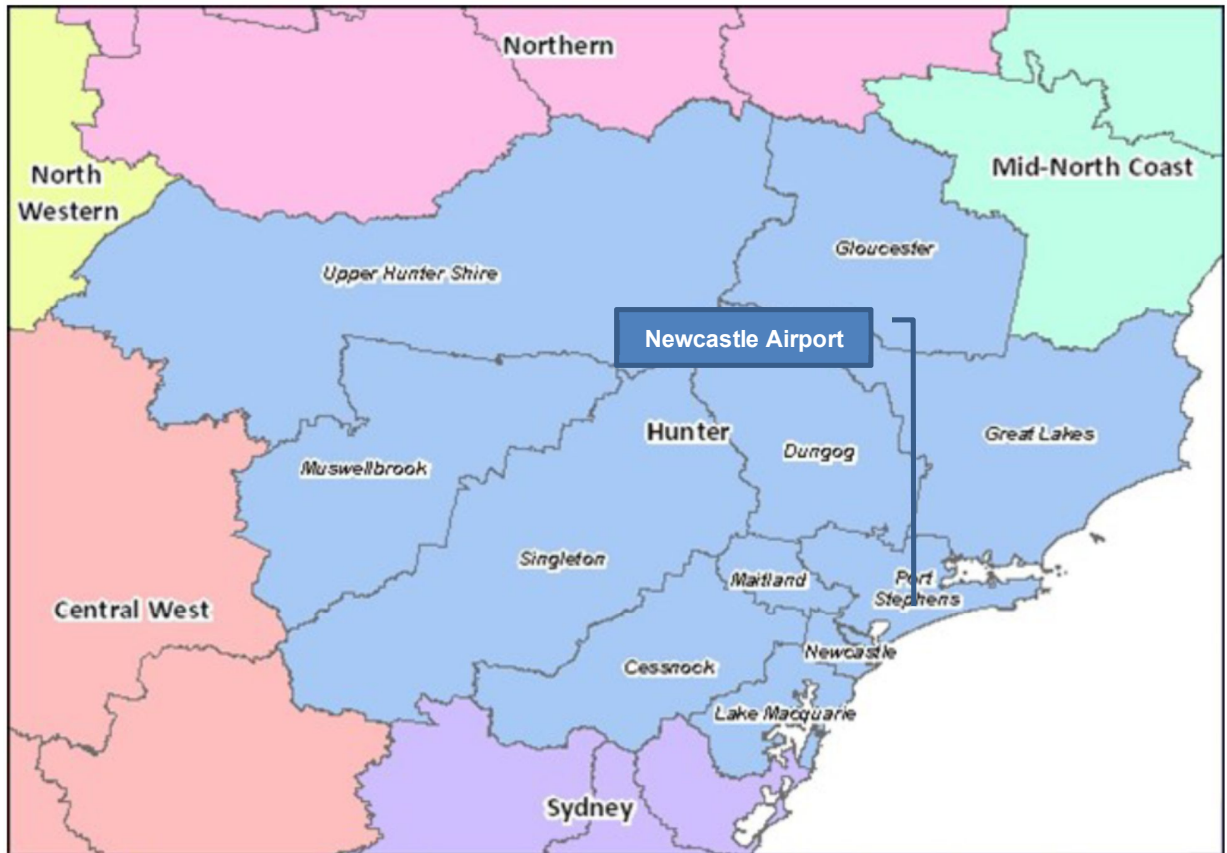 Northern
Mid-North Coast
North
Western
Gloucester
Upper Hunter Shire
Newcastle Airport
Hunter
Great Lakes
Dungog
Muswellbrook
Singleton
Maitland
Port
Stephens
Central West
Newcastle
Cessnock
Lake Macquarie
Sydney